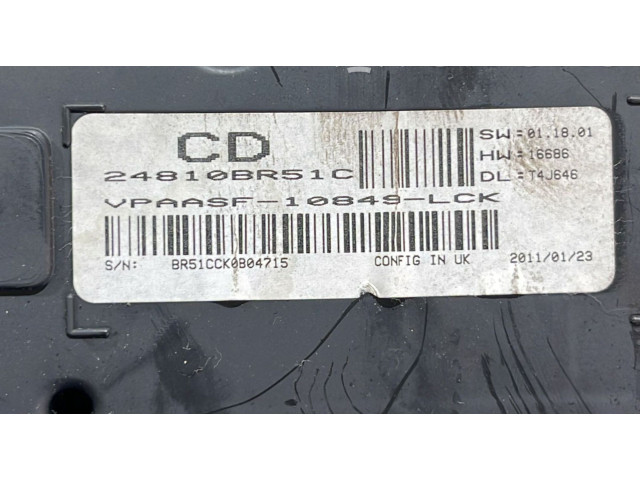 CD
24810BR51C
VPAASF-10849-LCK
SW=01.18.01
HW=16686
DL=T4J646
S/N: BR51CCK0B04715 CONFIG IN UK 2011/01/23